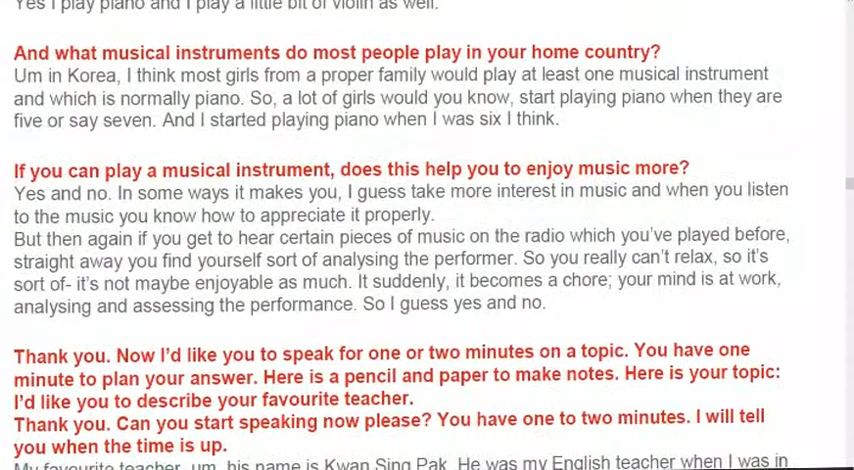 Yes I play piano and I play a little bit of violin as well.
And what musical instruments do most people play in your home country?
Um in Korea, I think most girls from a proper family would play at least one musical instrument
and which is normally piano. So, a lot of girls would you know, start playing piano when they are
five or say seven. And I started playing piano when I was six I think.
If you can play a musical instrument, does this help you to enjoy music more?
Yes and no. In some ways it makes you, I guess take more interest in music and when you listen
to the music you know how to appreciate it properly.
But then again if you get to hear certain pieces of music on the radio which you've played before,
straight away you find yourself sort of analysing the performer. So you really can't relax, so it's
sort of- it's not maybe enjoyable as much. It suddenly, it becomes a chore; your mind is at work,
analysing and assessing the performance. So I guess yes and no.
Thank you. Now I'd like you to speak for one or two minutes on a topic. You have one
minute to plan your answer. Here is a pencil and paper to make notes. Here is your topic:
I'd like you to describe your favourite teacher.
Thank you. Can you start speaking now please? You have one to two minutes. I will tell
you when the time is up.
My favourite teacher, um, his name is Kwan Sing Pak. He was my English teacher when I was in